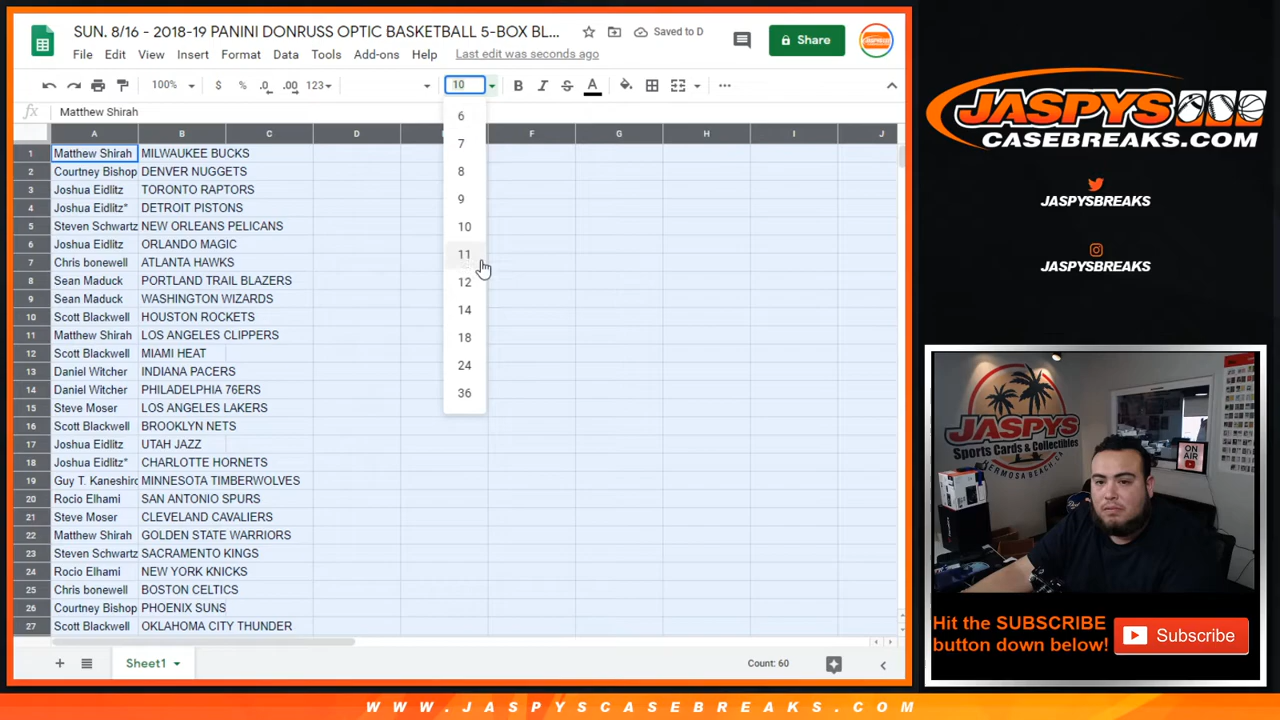 SUN. 8/16 - 2018-19 PANINI DONRUSS OPTIC BASKETBALL 5-BOX BL... Saved to D
File Edit View Insert Format Data Tools Add-ons Help Last edit was seconds ago
Share
100% $ % .0 .00 123 10 B I S A ...
fx Matthew Shirah
A B C D F G H I J
1 Matthew Shirah MILWAUKEE BUCKS
2 Courtney Bishop DENVER NUGGETS
3 Joshua Eidlitz TORONTO RAPTORS
4 Joshua Eidlitz* DETROIT PISTONS
5 Steven Schwartz NEW ORLEANS PELICANS
6 Joshua Eidlitz ORLANDO MAGIC
7 Chris bonewell ATLANTA HAWKS
8 Sean Maduck PORTLAND TRAIL BLAZERS
9 Sean Maduck WASHINGTON WIZARDS
10 Scott Blackwell HOUSTON ROCKETS
11 Matthew Shirah LOS ANGELES CLIPPERS
12 Scott Blackwell MIAMI HEAT
13 Daniel Witcher INDIANA PACERS
14 Daniel Witcher PHILADELPHIA 76ERS
15 Steve Moser LOS ANGELES LAKERS
16 Scott Blackwell BROOKLYN NETS
17 Joshua Eidlitz UTAH JAZZ
18 Joshua Eidlitz* CHARLOTTE HORNETS
19 Guy T. Kaneshiro MINNESOTA TIMBERWOLVES
20 Rocio Elhami SAN ANTONIO SPURS
21 Steve Moser CLEVELAND CAVALIERS
22 Matthew Shirah GOLDEN STATE WARRIORS
23 Steven Schwartz SACRAMENTO KINGS
24 Rocio Elhami NEW YORK KNICKS
25 Chris bonewell BOSTON CELTICS
26 Courtney Bishop PHOENIX SUNS
27 Scott Blackwell OKLAHOMA CITY THUNDER
6
7
8
9
10
11
12
14
18
24
36
Sheet1
Count: 60
JASPYS
CASEBREAKS.COM
JASPYSBREAKS
JASPYSBREAKS
JASPYS
Sports Cards & Collectibles
HERMOSA BEACH, CA
ON AIR
Hit the SUBSCRIBE
button down below!
Subscribe
WWW.JASPYSCASEBREAKS.COM